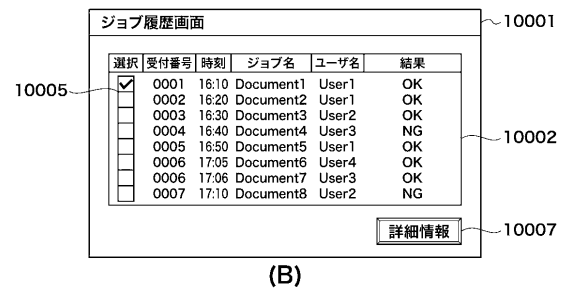 ジョブ履歴画面 10001
選択 受付番号 時刻 ジョブ名 ユーザ名 結果
10005 0001 16:10 Document1 User1 OK
0002 16:20 Document2 User1 OK
0003 16:30 Document3 User2 OK
0004 16:40 Document4 User3 NG
10002
0005 16:50 Document5 User1 OK
0006 17:05 Document6 User4 OK
0006 17:06 Document7 User3 OK
0007 17:10 Document8 User2 NG
詳細情報 10007
(B)